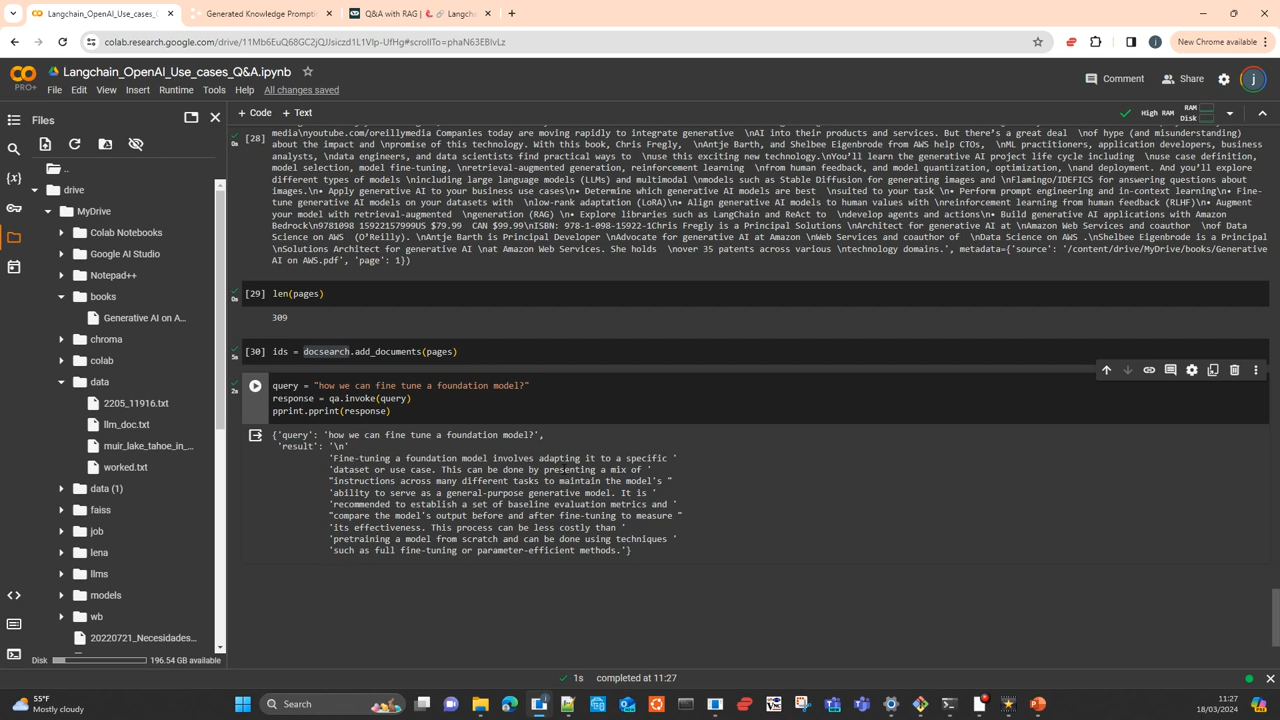 Langchain_OpenAI_Use_cases_Q
Generated Knowledge Prompti
Q&A with RAG | 🦜️🔗 Langcha
colab.research.google.com/drive/11Mb6EuQ68GC2jQJJsiczd1L1Vlp-UfHg#scrollTo=phaN63EBlvLz
New Chrome available
PRO+
Langchain_OpenAI_Use_cases_Q&A.ipynb
File Edit View Insert Runtime Tools Help All changes saved
Comment Share
Files
+ Code + Text
High RAM
RAM
Disk
..
drive
MyDrive
Colab Notebooks
Google AI Studio
Notepad++
books
Generative AI on A...
chroma
colab
data
2205_11916.txt
llm_doc.txt
muir_lake_tahoe_in_...
worked.txt
data (1)
faiss
job
lena
llms
models
wb
20220721_Necesidades...
Disk 196.54 GB available
[28]
0s
media\nyoutube.com/oreillymedia Companies today are moving rapidly to integrate generative \nAI into their products and services. But there's a great deal \nof hype (and misunderstanding)
about the impact and \npromise of this technology. With this book, Chris Fregly, \nAntje Barth, and Shelbee Eigenbrode from AWS help CTOs, \nML practitioners, application developers, business
analysts, \ndata engineers, and data scientists find practical ways to \nuse this exciting new technology.\nYou'll learn the generative AI project life cycle including \nuse case definition,
model selection, model fine-tuning, \nretrieval-augmented generation, reinforcement learning \nfrom human feedback, and model quantization, optimization, \nand deployment. And you'll explore
different types of models \nincluding large language models (LLMs) and multimodal \nmodels such as Stable Diffusion for generating images and \nFlamingo/IDEFICS for answering questions about
images.\n• Apply generative AI to your business use cases\n• Determine which generative AI models are best \nsuited to your task \n• Perform prompt engineering and in-context learning\n• Fine-
tune generative AI models on your datasets with \nlow-rank adaptation (LoRA)\n• Align generative AI models to human values with \nreinforcement learning from human feedback (RLHF)\n• Augment
your model with retrieval-augmented \ngeneration (RAG) \n• Explore libraries such as LangChain and ReAct to \ndevelop agents and actions\n• Build generative AI applications with Amazon
Bedrock\n9781098 159221​57999US $79.99 CAN $99.99\nISBN: 978-1-098-15922-1Chris Fregly is a Principal Solutions \nArchitect for generative AI at \nAmazon Web Services and coauthor \nof Data
Science on AWS (O'Reilly). \nAntje Barth is Principal Developer \nAdvocate for generative AI at Amazon \nWeb Services and coauthor of \nData Science on AWS .\nShelbee Eigenbrode is a Principal
\nSolutions Architect for generative AI \nat Amazon Web Services. She holds \nover 35 patents across various \ntechnology domains.', metadata={'source': '/content/drive/MyDrive/books/Generative
AI on AWS.pdf', 'page': 1})
[29] len(pages)
0s
309
[30] ids = docsearch.add_documents(pages)
5s
query = "how we can fine tune a foundation model?"
2s
response = qa.invoke(query)
pprint.pprint(response)
{'query': 'how we can fine tune a foundation model?',
'result': '\n'
'Fine-tuning a foundation model involves adapting it to a specific '
'dataset or use case. This can be done by presenting a mix of '
"instructions across many different tasks to maintain the model's "
'ability to serve as a general-purpose generative model. It is '
'recommended to establish a set of baseline evaluation metrics and '
"compare the model's output before and after fine-tuning to measure "
'its effectiveness. This process can be less costly than '
'pretraining a model from scratch and can be done using techniques '
'such as full fine-tuning or parameter-efficient methods.'}
1s completed at 11:27
55°F
Mostly cloudy
Search
11:27
18/03/2024